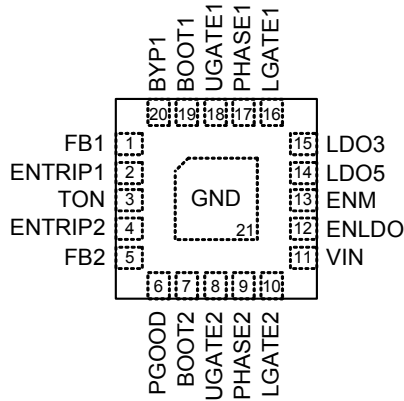 BYP1
BOOT1
UGATE1
PHASE1
LGATE1
20 19 18 17 16
FB1 1 15 LDO3
ENTRIP1 2 14 LDO5
TON 3 GND 13 ENM
ENTRIP2 4 21 12 ENLDO
FB2 5 11 VIN
6 7 8 9 10
PGOOD
BOOT2
UGATE2
PHASE2
LGATE2